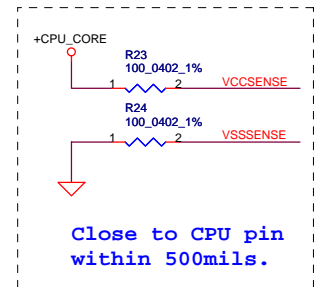 +CPU_CORE
R23
100_0402_1%
1 2 VCCSENSE
R24
100_0402_1%
1 2 VSSSENSE
Close to CPU pin
within 500mils.